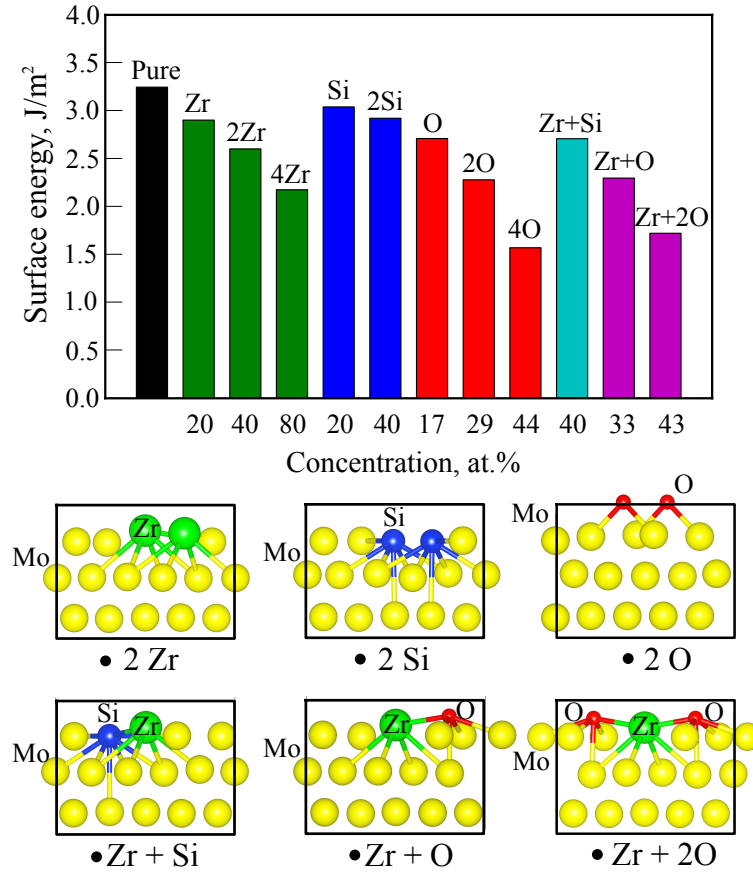 Surface energy, J/m²
4.0
3.5
3.0
2.5
2.0
1.5
1.0
0.5
0.0
Pure
Zr
2Zr
4Zr
Si
2Si
O
2O
4O
Zr+Si
Zr+O
Zr+2O
20 40 80 20 40 17 29 44 40 33 43
Concentration, at.%
Mo Zr
• 2 Zr
Mo Si
• 2 Si
Mo O
• 2 O
Mo Si Zr
• Zr + Si
Mo Zr O
• Zr + O
Mo O Zr O
• Zr + 2O